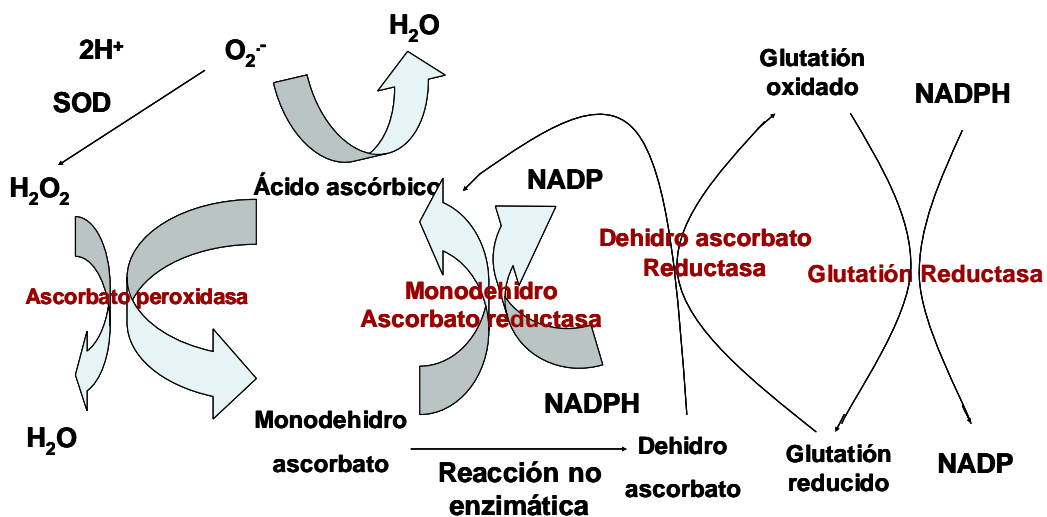 H₂O
2H⁺
O₂·⁻
Glutatión
oxidado
NADPH
SOD
H₂O₂
Ácido ascórbico
NADP
Dehidro ascorbato
Reductasa
Glutatión Reductasa
Ascorbato peroxidasa
Monodehidro
Ascorbato reductasa
NADPH
H₂O
Monodehidro
ascorbato
Reacción no
enzimática
Dehidro
ascorbato
Glutatión
reducido
NADP